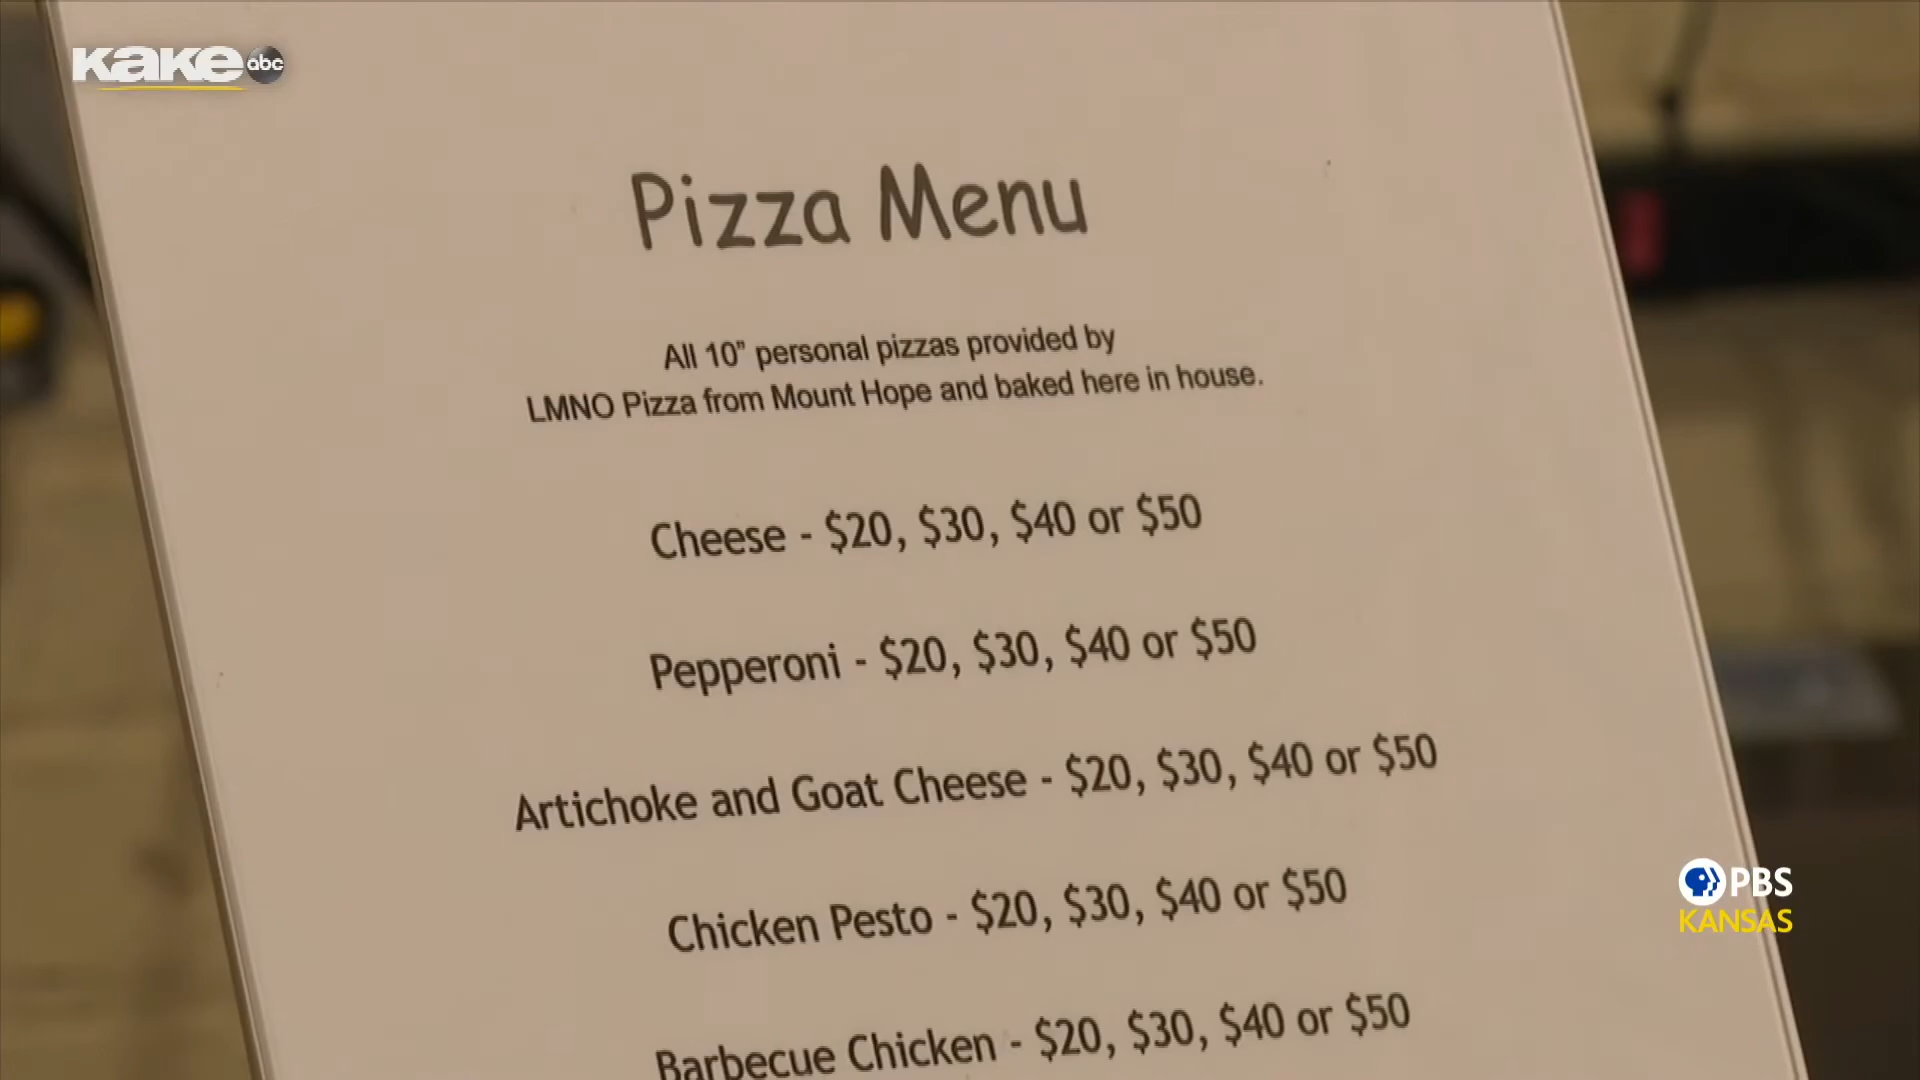 kake abc
Pizza Menu
All 10” personal pizzas provided by
LMNO Pizza from Mount Hope and baked here in house.
Cheese - $20, $30, $40 or $50
Pepperoni - $20, $30, $40 or $50
Artichoke and Goat Cheese - $20, $30, $40 or $50
Chicken Pesto - $20, $30, $40 or $50
PBS
KANSAS
Barbecue Chicken - $20, $30, $40 or $50